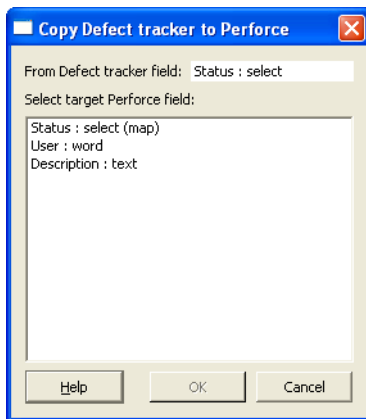 Copy Defect tracker to Perforce
From Defect tracker field: Status : select
Select target Perforce field:
Status : select (map)
User : word
Description : text
Help OK Cancel